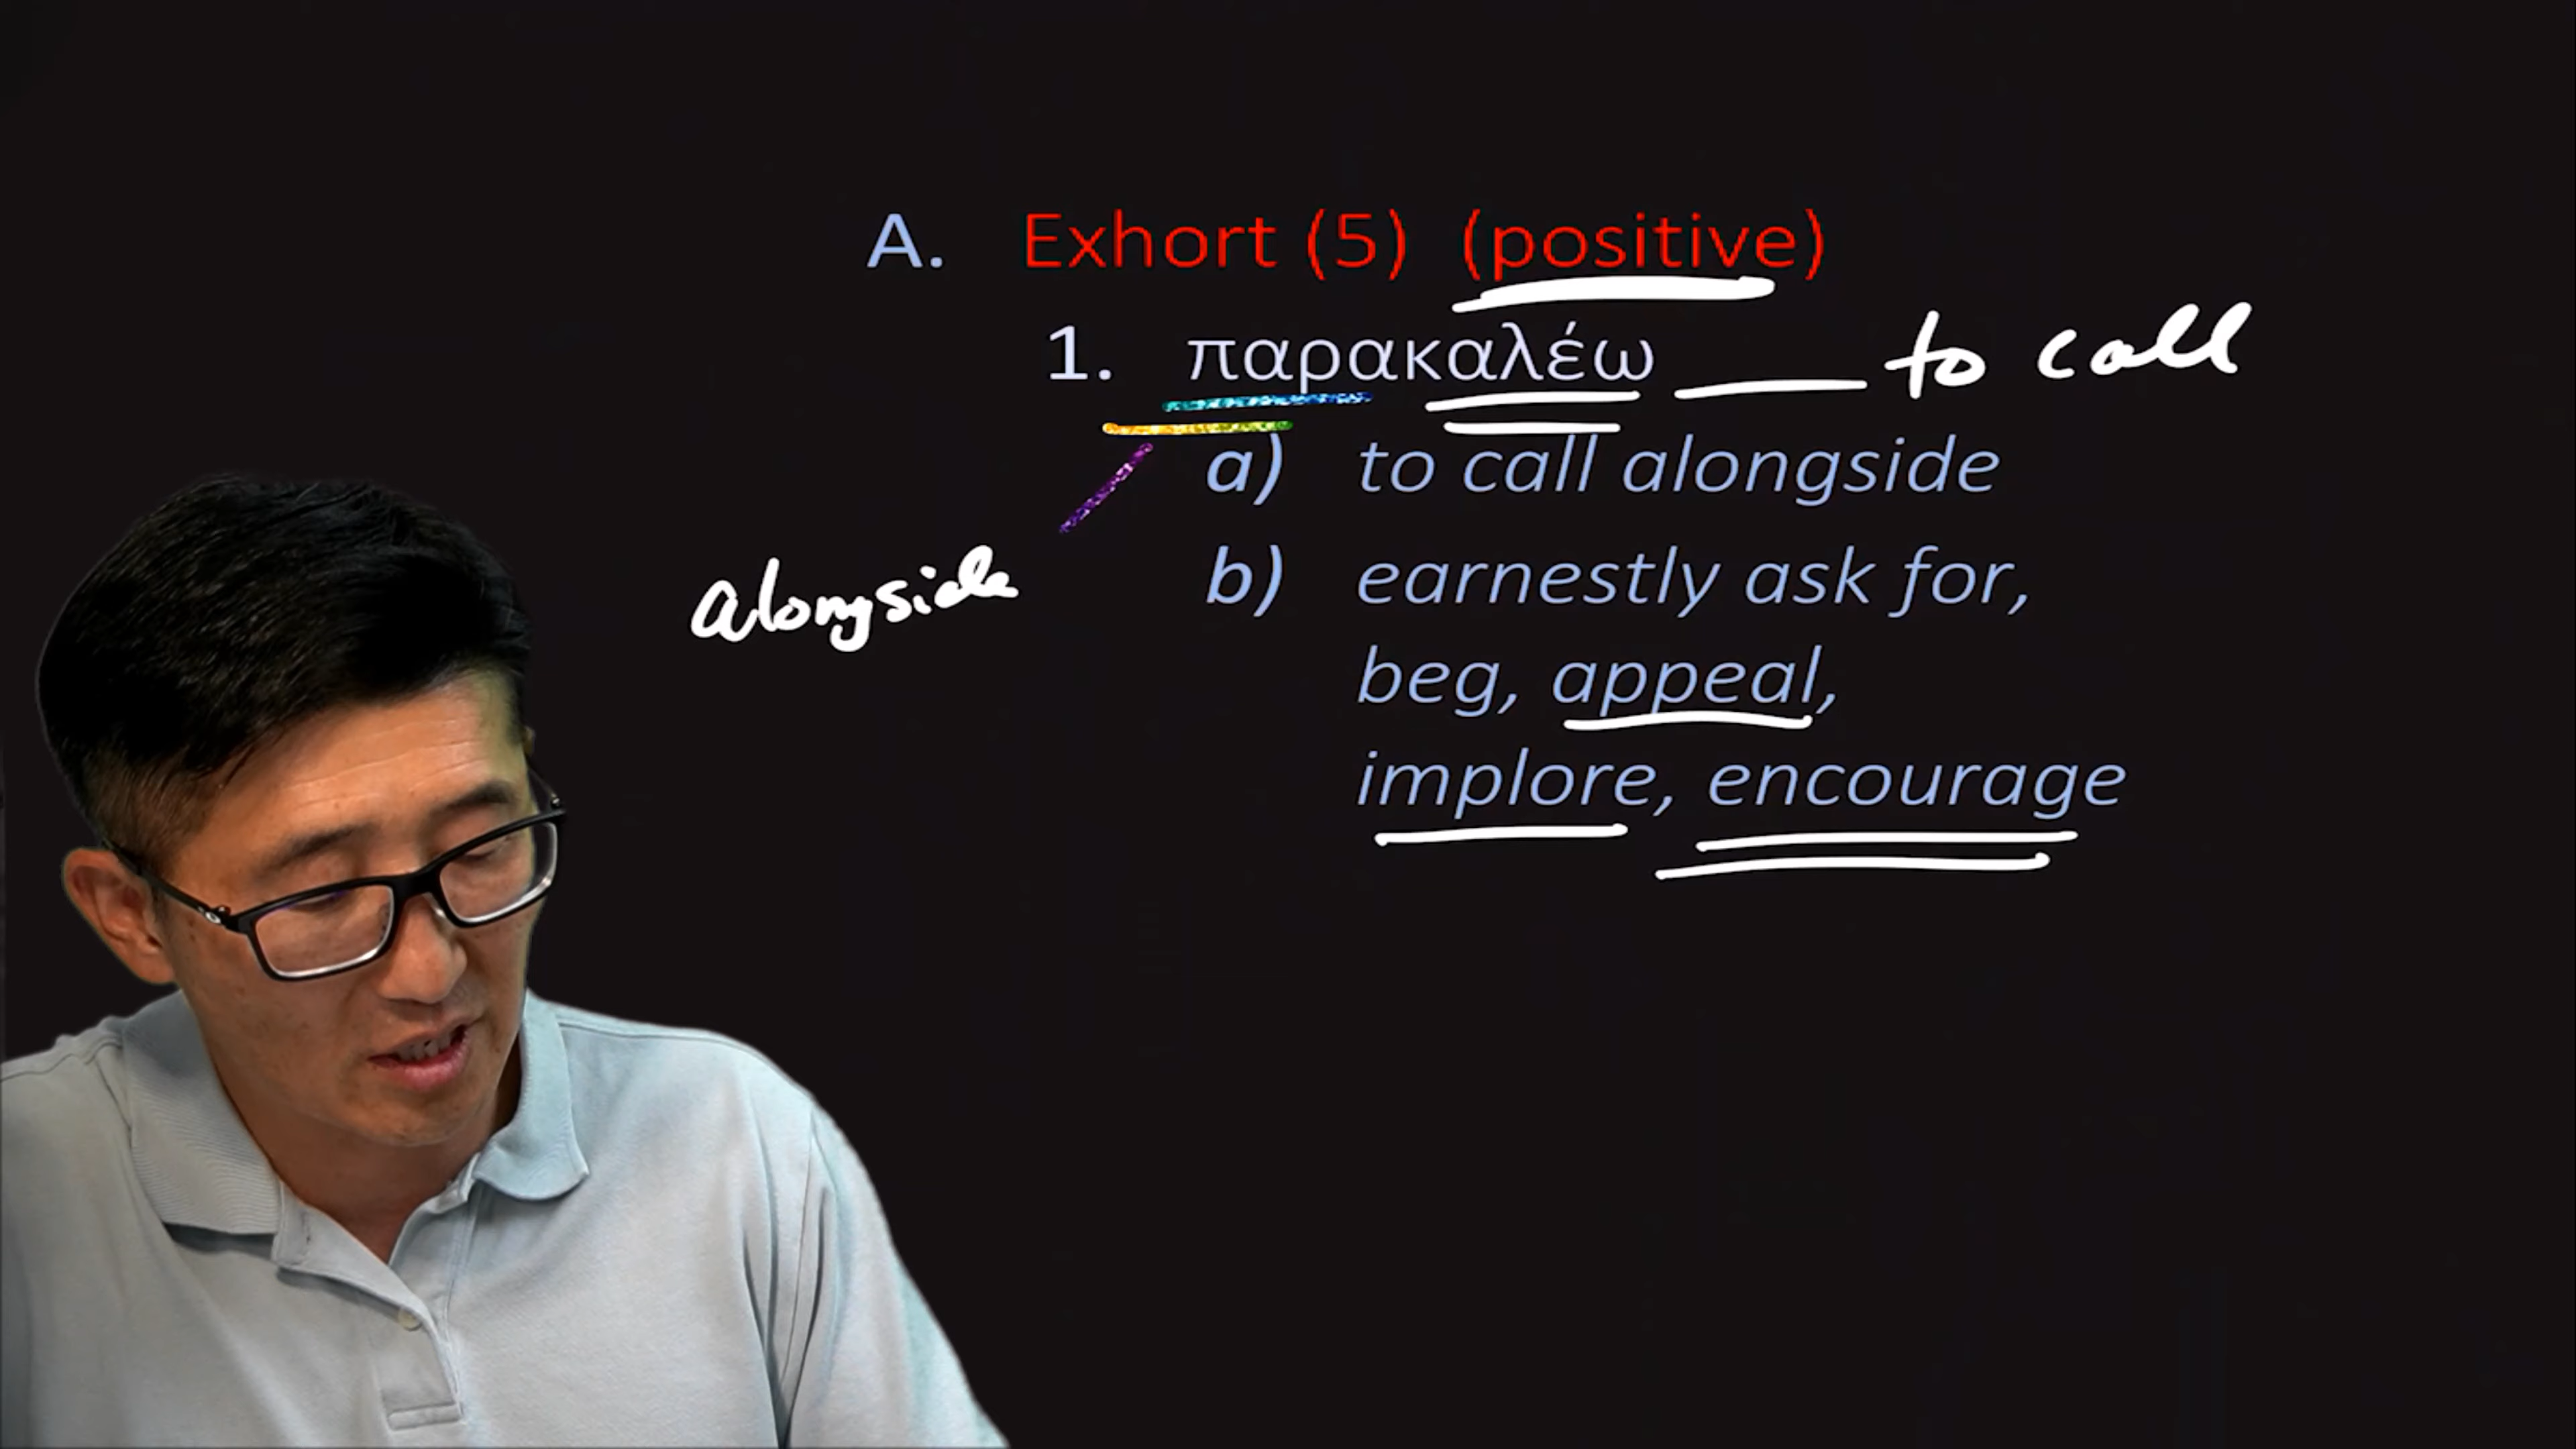 A. Exhort (5) (positive)
1. παρακαλέω to call
a) to call alongside
alongside
b) earnestly ask for,
beg, appeal,
implore, encourage